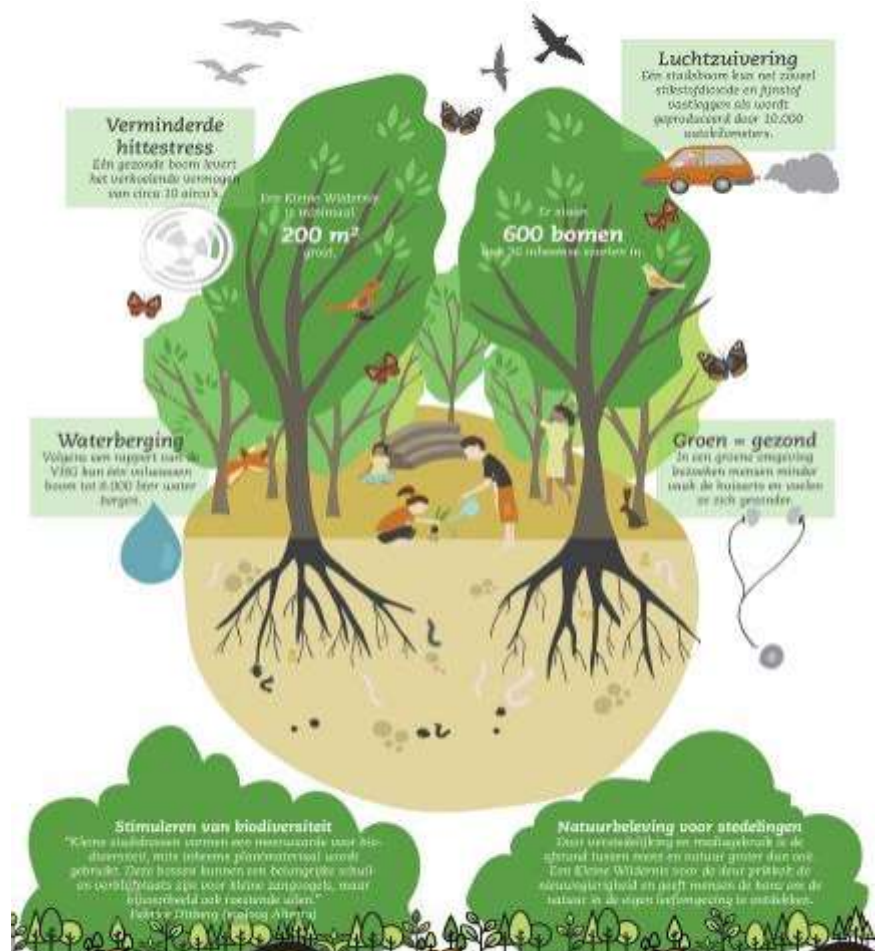 Luchtzuivering
Eén stadsboom kan net zoveel
stikstofdioxide en fijnstof
vastleggen als wordt
geproduceerd door 10.000
autokilometers.
Verminderde
hittestress
Eén gezonde boom levert
het verkoelende vermogen
van circa 10 airco's.
Een Kleine Wildernis
is minimaal
200 m²
groot.
Er staan
600 bomen
inheemse soorten in
Waterberging
Volgens een rapport van de
VHG kan één volwassen
boom tot 8.000 liter water
bergen.
Groen = gezond
In een groene omgeving
bezoeken mensen minder
vaak de huisarts en voelen
ze zich gezonder.
Stimuleren van biodiversiteit
"Kleine stadsbossen vormen een meerwaarde voor bio-
diversiteit, mits inheems plantmateriaal wordt
gebruikt. Deze bossen kunnen een belangrijke schuil-
en verblijfplaats zijn voor kleine zangvogels, maar
bijvoorbeeld ook roestende uilen."
Natuurbeleving voor stedelingen
Door verstedelijking en mediagebruik is de
afstand tussen mens en natuur groter dan ooit.
Een Kleine Wildernis voor de deur prikkelt de
nieuwsgierigheid en geeft mensen de kans om de
natuur in de eigen leefomgeving te ontdekken.